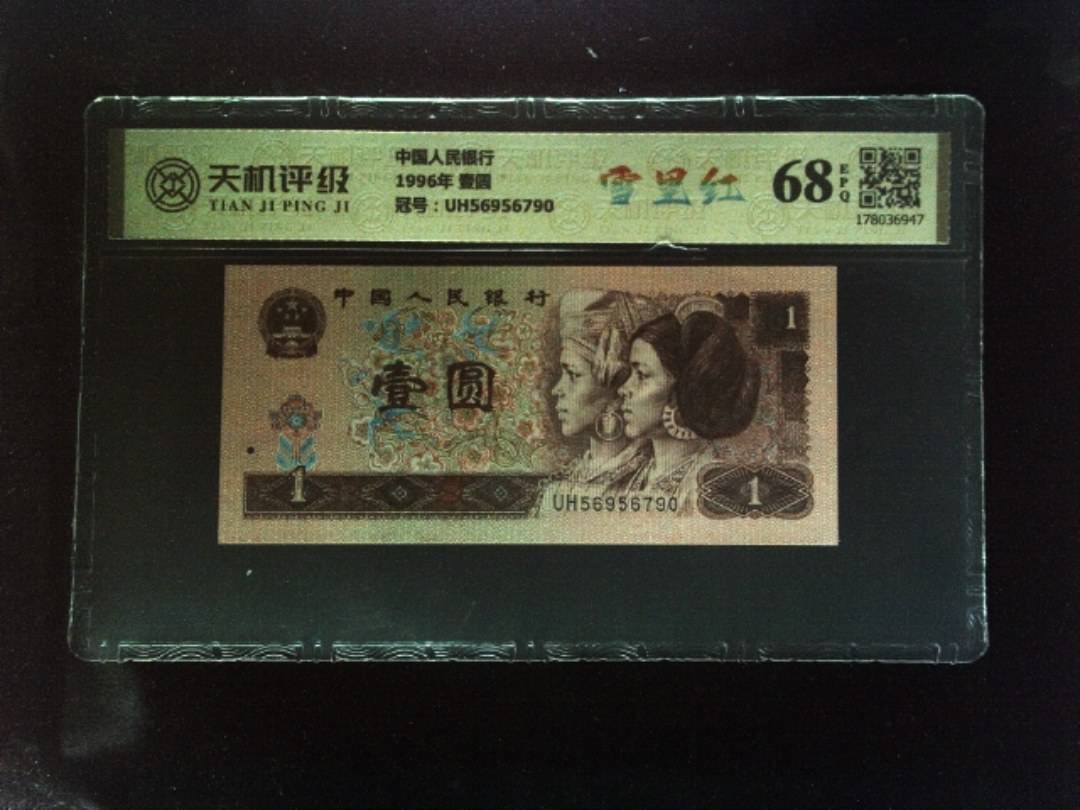 天机评级
TIAN JI PING JI
中国人民银行
1996年 壹圆
冠号：UH56956790
雪里红
68
EPQ
178036947
中国人民银行
1
壹圆
1
UH56956790
1